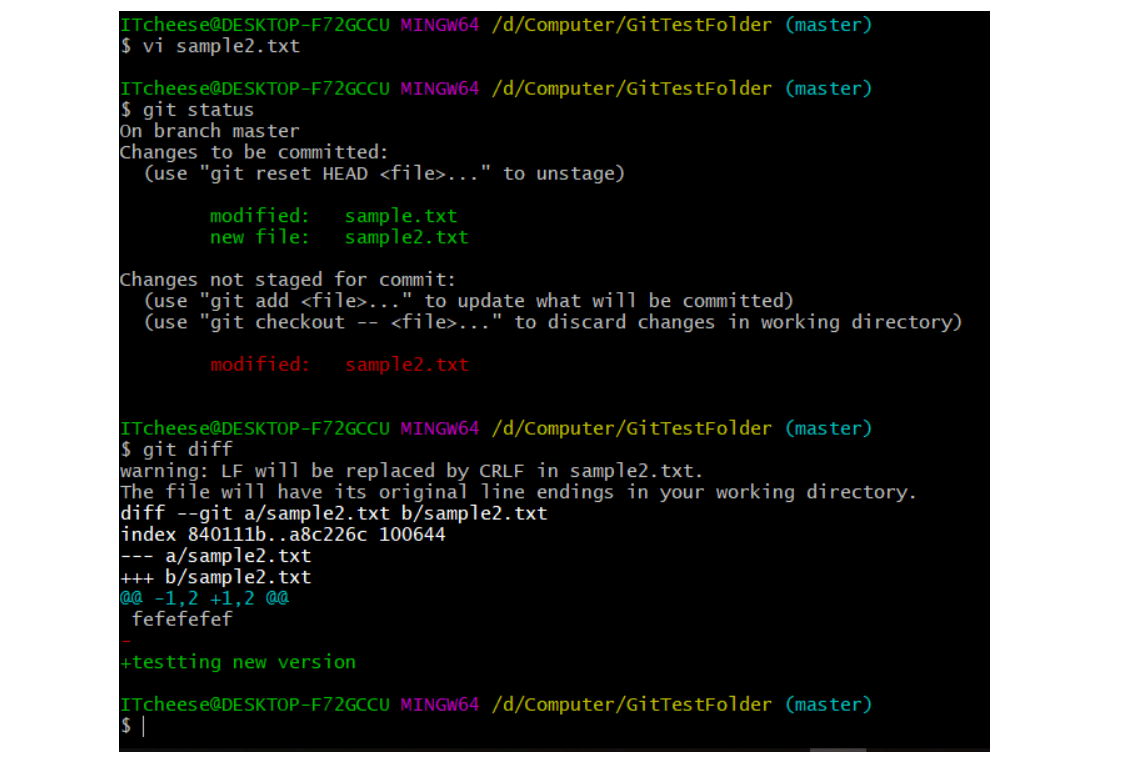 ITcheese@DESKTOP-F72GCCU MINGW64 /d/Computer/GitTestFolder (master)
$ vi sample2.txt
ITcheese@DESKTOP-F72GCCU MINGW64 /d/Computer/GitTestFolder (master)
$ git status
On branch master
Changes to be committed:
  (use "git reset HEAD <file>..." to unstage)
        modified:   sample.txt
        new file:   sample2.txt
Changes not staged for commit:
  (use "git add <file>..." to update what will be committed)
  (use "git checkout -- <file>..." to discard changes in working directory)
        modified:   sample2.txt
ITcheese@DESKTOP-F72GCCU MINGW64 /d/Computer/GitTestFolder (master)
$ git diff
warning: LF will be replaced by CRLF in sample2.txt.
The file will have its original line endings in your working directory.
diff --git a/sample2.txt b/sample2.txt
index 840111b..a8c226c 100644
--- a/sample2.txt
+++ b/sample2.txt
@@ -1,2 +1,2 @@
 fefefefef
-
+testting new version
ITcheese@DESKTOP-F72GCCU MINGW64 /d/Computer/GitTestFolder (master)
$